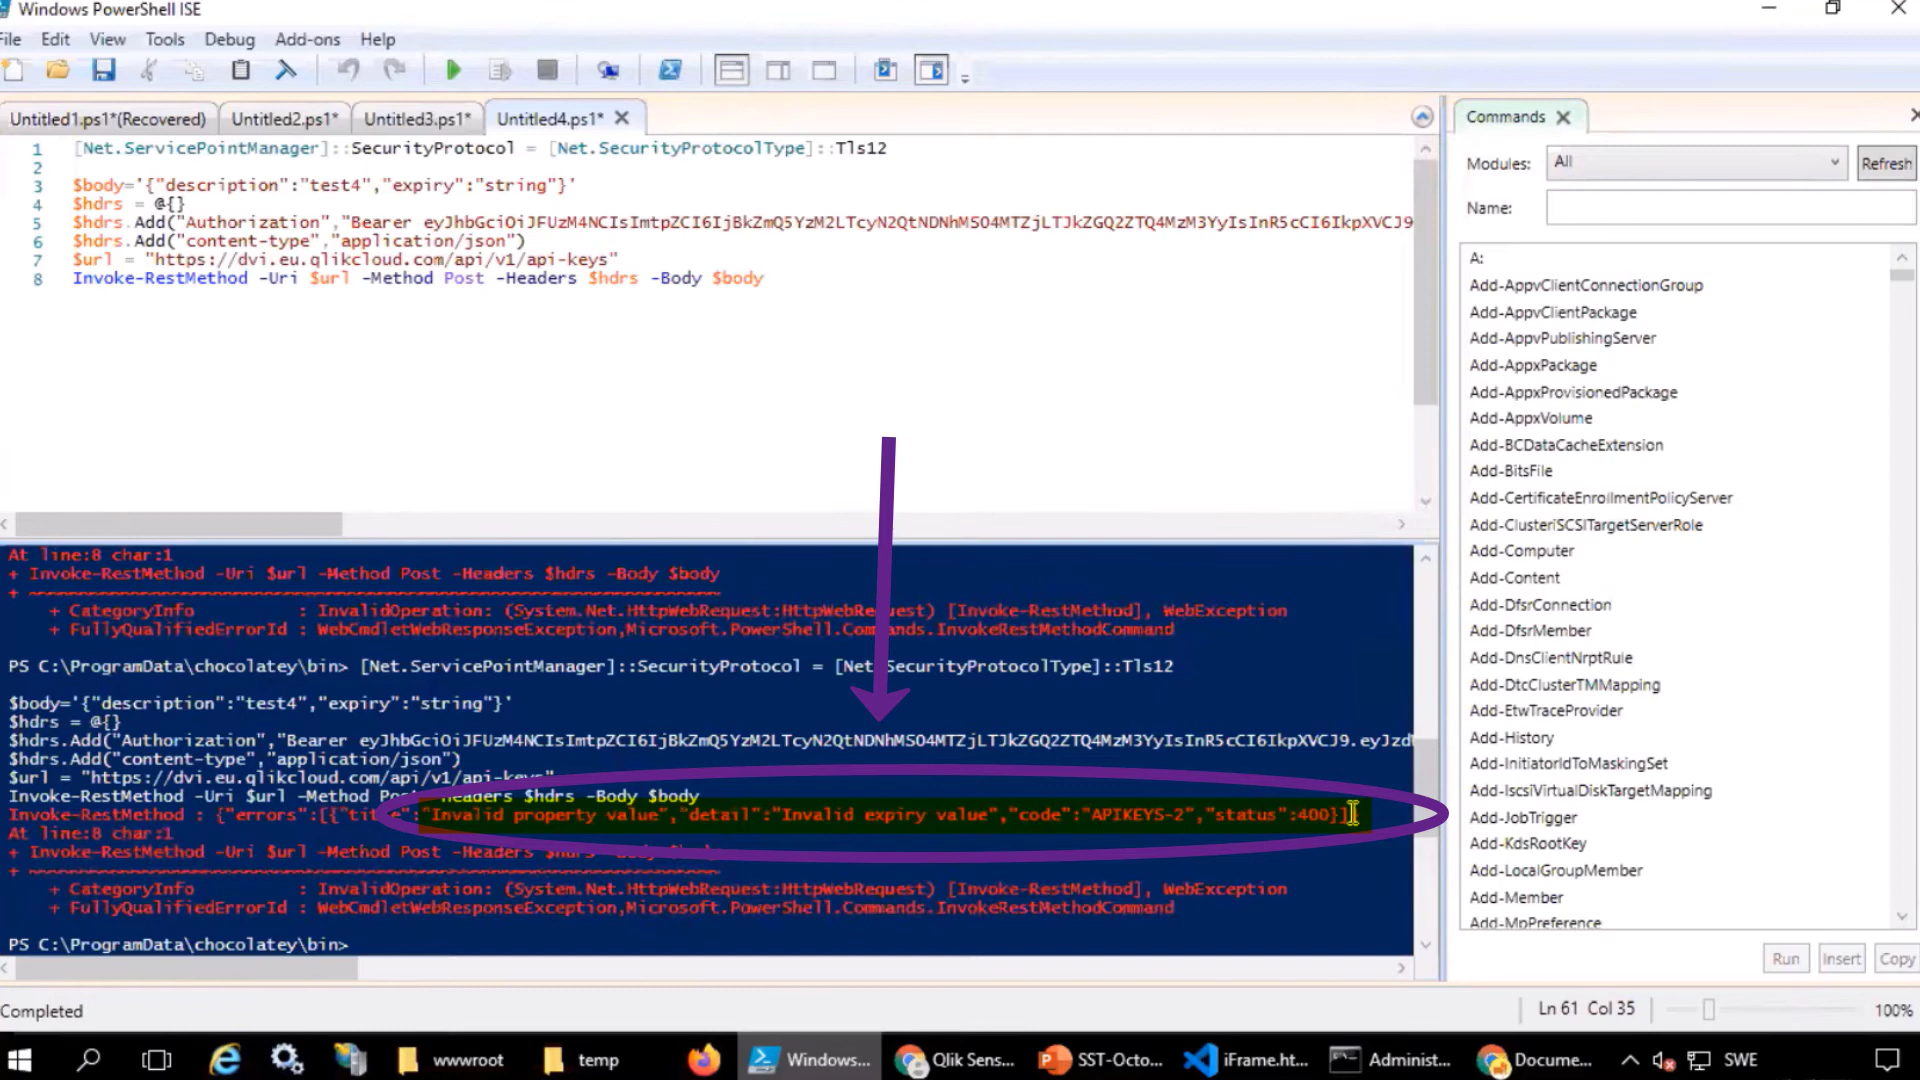 Windows PowerShell ISE
File Edit View Tools Debug Add-ons Help
Untitled1.ps1*(Recovered) Untitled2.ps1* Untitled3.ps1* Untitled4.ps1*
1 [Net.ServicePointManager]::SecurityProtocol = [Net.SecurityProtocolType]::Tls12
2
3 $body='{"description":"test4","expiry":"string"}'
4 $hdrs = @{}
5 $hdrs.Add("Authorization","Bearer eyJhbGciOiJFUzM4NCIsImtpZCI6IjBkZmQ5YzM2LTcyN2QtNDNhMS04MTZjLTJkZGQ2ZTQ4MzM3YyIsInR5cCI6IkpXVCJ9
6 $hdrs.Add("content-type","application/json")
7 $url = "https://dvi.eu.qlikcloud.com/api/v1/api-keys"
8 Invoke-RestMethod -Uri $url -Method Post -Headers $hdrs -Body $body
At line:8 char:1
+ Invoke-RestMethod -Uri $url -Method Post -Headers $hdrs -Body $body
+ ~~~~~~~~~~~~~~~~~~~~~~~~~~~~~~~~~~~~~~~~~~~~~~~~~~~~~~~~~~~~~~~~~~~
+ CategoryInfo : InvalidOperation: (System.Net.HttpWebRequest:HttpWebRequest) [Invoke-RestMethod], WebException
+ FullyQualifiedErrorId : WebCmdletWebResponseException,Microsoft.PowerShell.Commands.InvokeRestMethodCommand
PS C:\ProgramData\chocolatey\bin> [Net.ServicePointManager]::SecurityProtocol = [Net.SecurityProtocolType]::Tls12
$body='{"description":"test4","expiry":"string"}'
$hdrs = @{}
$hdrs.Add("Authorization","Bearer eyJhbGciOiJFUzM4NCIsImtpZCI6IjBkZmQ5YzM2LTcyN2QtNDNhMS04MTZjLTJkZGQ2ZTQ4MzM3YyIsInR5cCI6IkpXVCJ9.eyJzd
$hdrs.Add("content-type","application/json")
$url = "https://dvi.eu.qlikcloud.com/api/v1/api-keys"
Invoke-RestMethod -Uri $url -Method Post -Headers $hdrs -Body $body
Invoke-RestMethod : {"errors":[{"title":"Invalid property value","detail":"Invalid expiry value","code":"APIKEYS-2","status":400}]
At line:8 char:1
+ Invoke-RestMethod -Uri $url -Method Post -Headers $hdrs -Body $body
+ ~~~~~~~~~~~~~~~~~~~~~~~~~~~~~~~~~~~~~~~~~~~~~~~~~~~~~~~~~~~~~~~~~~~
+ CategoryInfo : InvalidOperation: (System.Net.HttpWebRequest:HttpWebRequest) [Invoke-RestMethod], WebException
+ FullyQualifiedErrorId : WebCmdletWebResponseException,Microsoft.PowerShell.Commands.InvokeRestMethodCommand
PS C:\ProgramData\chocolatey\bin>
Commands
Modules: All Refresh
Name:
A:
Add-AppvClientConnectionGroup
Add-AppvClientPackage
Add-AppvPublishingServer
Add-AppxPackage
Add-AppxProvisionedPackage
Add-AppxVolume
Add-BCDataCacheExtension
Add-BitsFile
Add-CertificateEnrollmentPolicyServer
Add-ClusteriSCSITargetServerRole
Add-Computer
Add-Content
Add-DfsrConnection
Add-DfsrMember
Add-DnsClientNrptRule
Add-DtcClusterTMMapping
Add-EtwTraceProvider
Add-History
Add-InitiatorIdToMaskingSet
Add-IscsiVirtualDiskTargetMapping
Add-JobTrigger
Add-KdsRootKey
Add-LocalGroupMember
Add-Member
Add-MpPreference
Run Insert Copy
Completed Ln 61 Col 35 100%
wwwroot temp Windows... Qlik Sens... SST-Octo... iFrame.ht... Administ... Docume... SWE